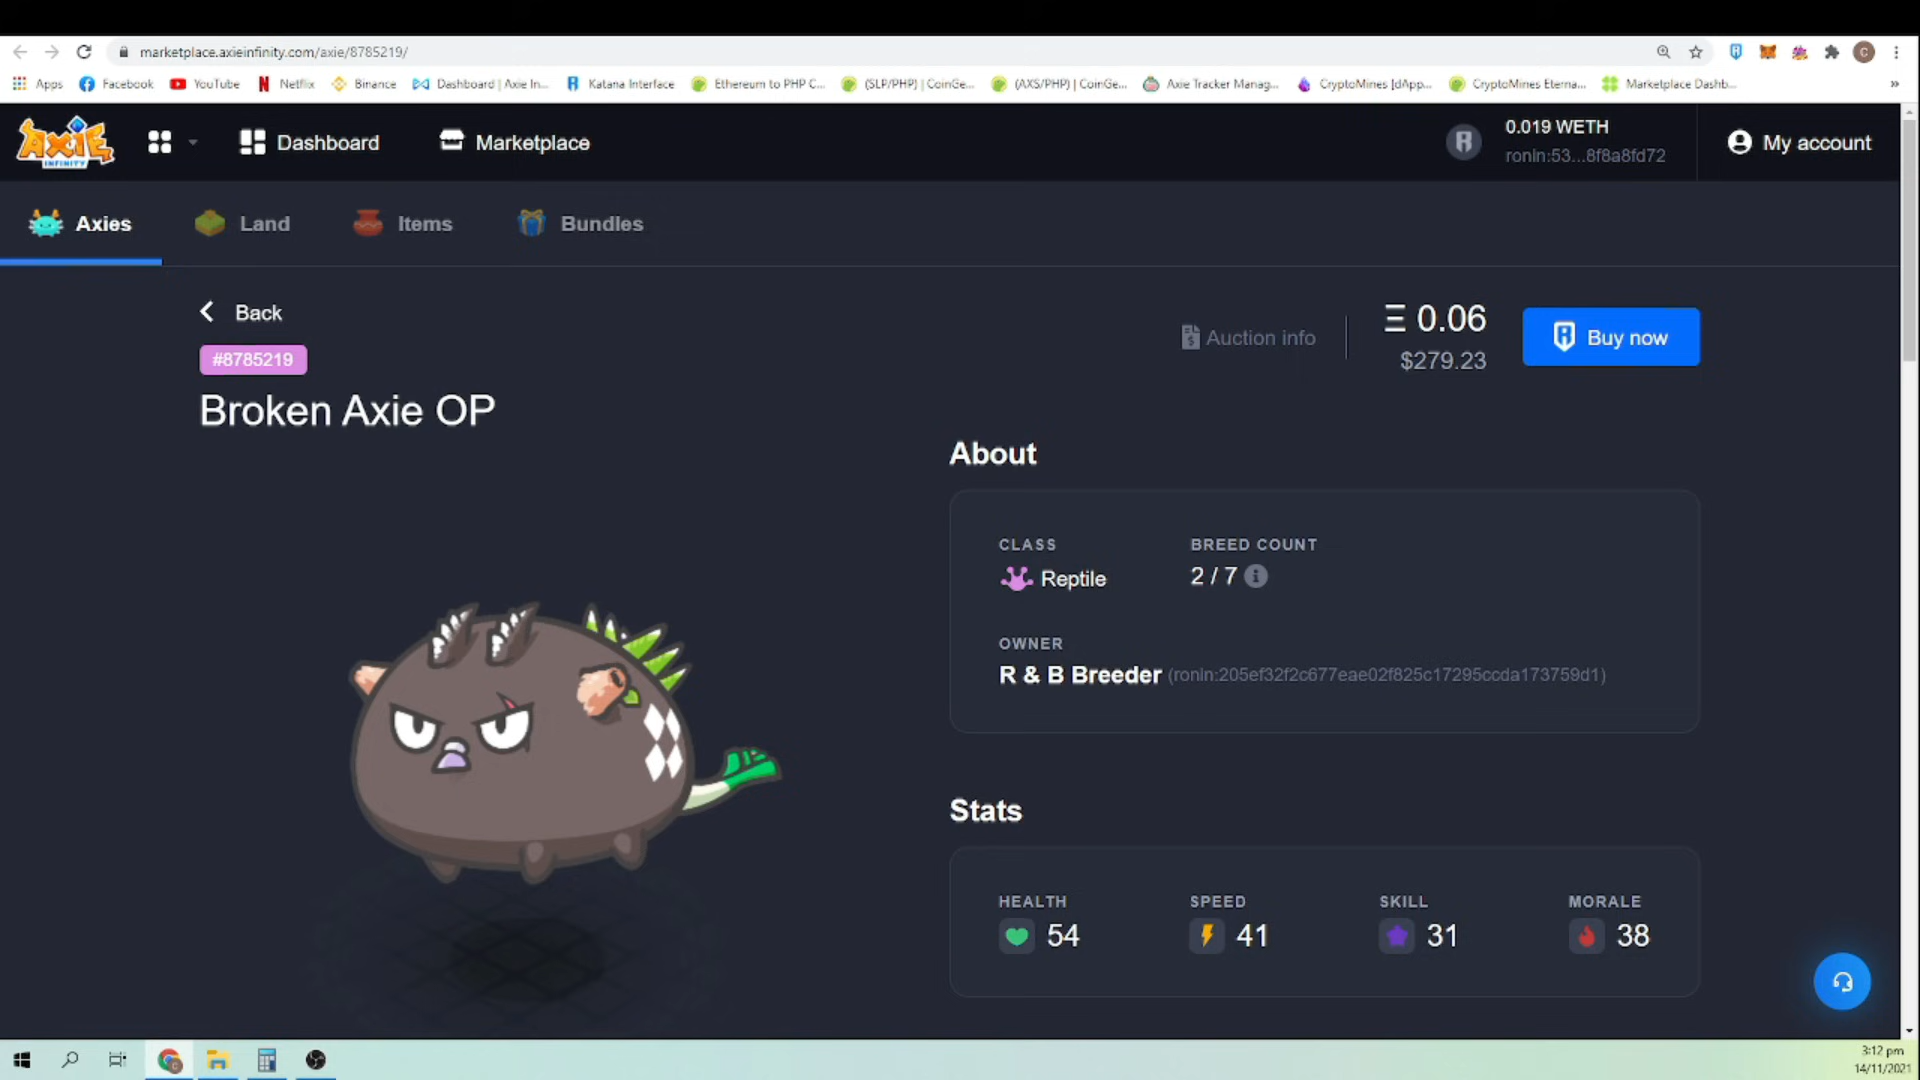 marketplace.axieinfinity.com/axie/8785219/
Apps Facebook YouTube Netflix Binance Dashboard | Axie In... Katana Interface Ethereum to PHP C... (SLP/PHP) | CoinGe... (AXS/PHP) | CoinGe... Axie Tracker Manag... CryptoMines [dApp... CryptoMines Eterna... Marketplace Dashb... »
AXIE
INFINITY
Dashboard
Marketplace
0.019 WETH
ronin:53...8f8a8fd72
My account
Axies Land Items Bundles
Back
#8785219
Broken Axie OP
Auction info
Ξ 0.06
$279.23
Buy now
About
CLASS BREED COUNT
Reptile 2 / 7
OWNER
R & B Breeder (ronin:205ef32f2c677eae02f825c17295ccda173759d1)
Stats
HEALTH SPEED SKILL MORALE
54 41 31 38
3:12 pm
14/11/2021